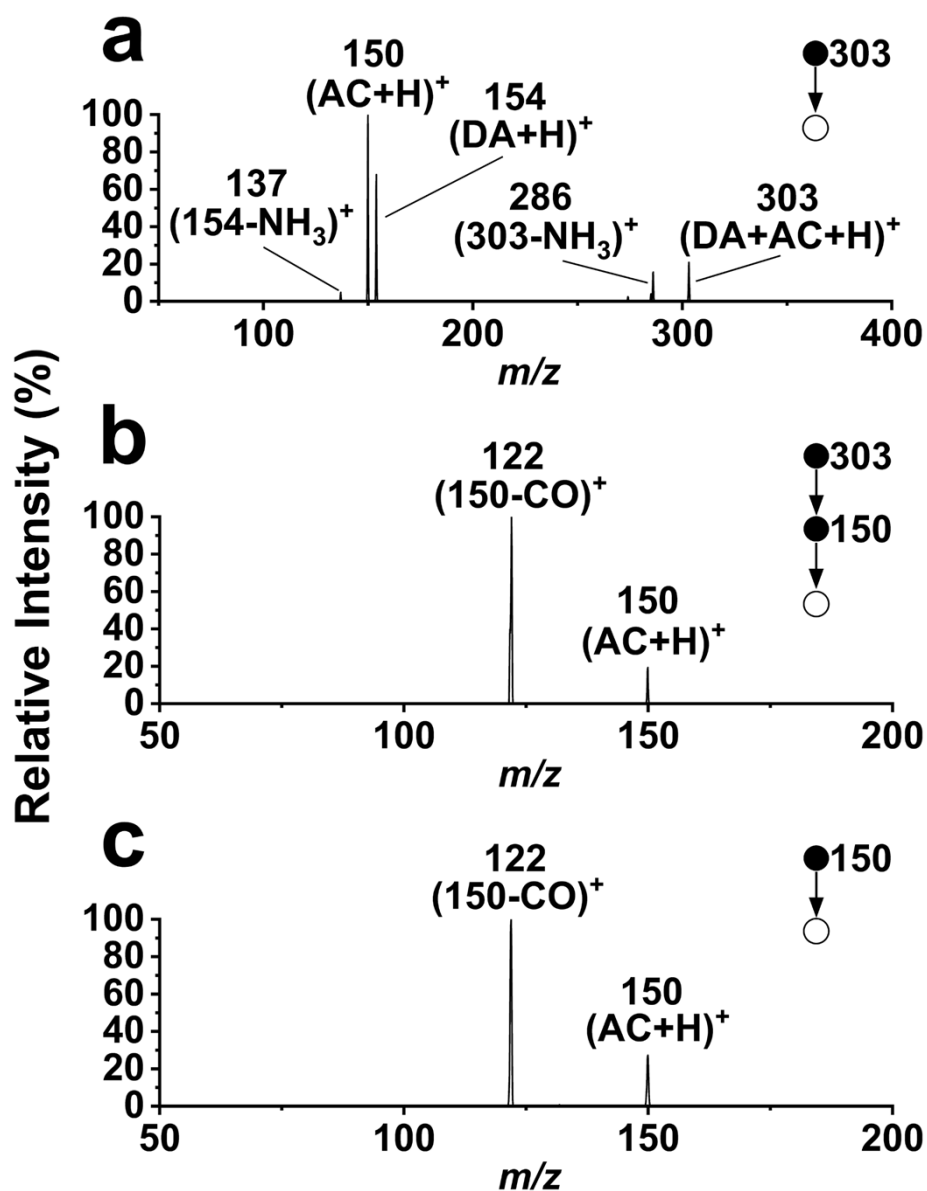 a
150
(AC+H)⁺
154
(DA+H)⁺
137
(154-NH₃)⁺
286
(303-NH₃)⁺
303
(DA+AC+H)⁺
303
100
80
60
40
20
0
100 200 300 400
m/z
Relative Intensity (%)
b
122
(150-CO)⁺
150
(AC+H)⁺
303
150
100
80
60
40
20
0
50 100 150 200
m/z
c
122
(150-CO)⁺
150
(AC+H)⁺
150
100
80
60
40
20
0
50 100 150 200
m/z